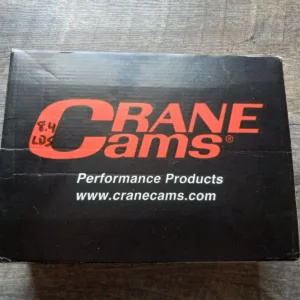 CRANE
Cams®
8.4
LBS
Performance Products
www.cranecams.com